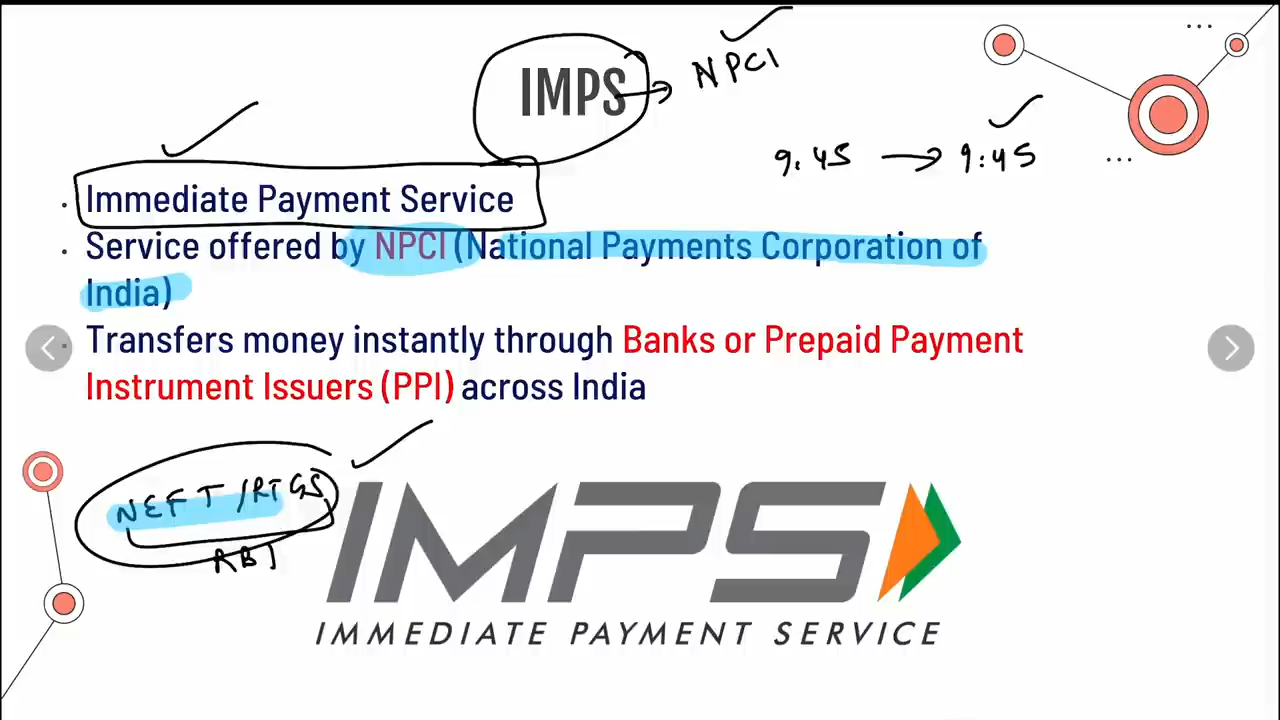 IMPS
NPCI
9:45 → 9:45
Immediate Payment Service
Service offered by NPCI (National Payments Corporation of
India)
Transfers money instantly through Banks or Prepaid Payment
Instrument Issuers (PPI) across India
NEFT /RTGS
RBI
IMPS
IMMEDIATE PAYMENT SERVICE